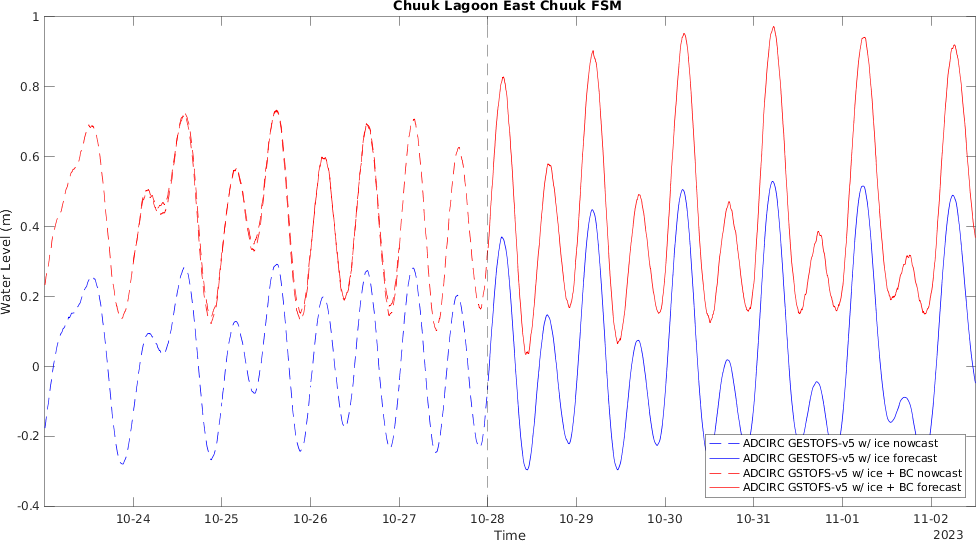 Chuuk Lagoon East Chuuk FSM
1
0.8
0.6
0.4
0.2
0
-0.2
-0.4
Water Level (m)
10-24 10-25 10-26 10-27 10-28 10-29 10-30 10-31 11-01 11-02
Time
2023
ADCIRC GESTOFS-v5 w/ ice nowcast
ADCIRC GESTOFS-v5 w/ ice forecast
ADCIRC GSTOFS-v5 w/ ice + BC nowcast
ADCIRC GSTOFS-v5 w/ ice + BC forecast